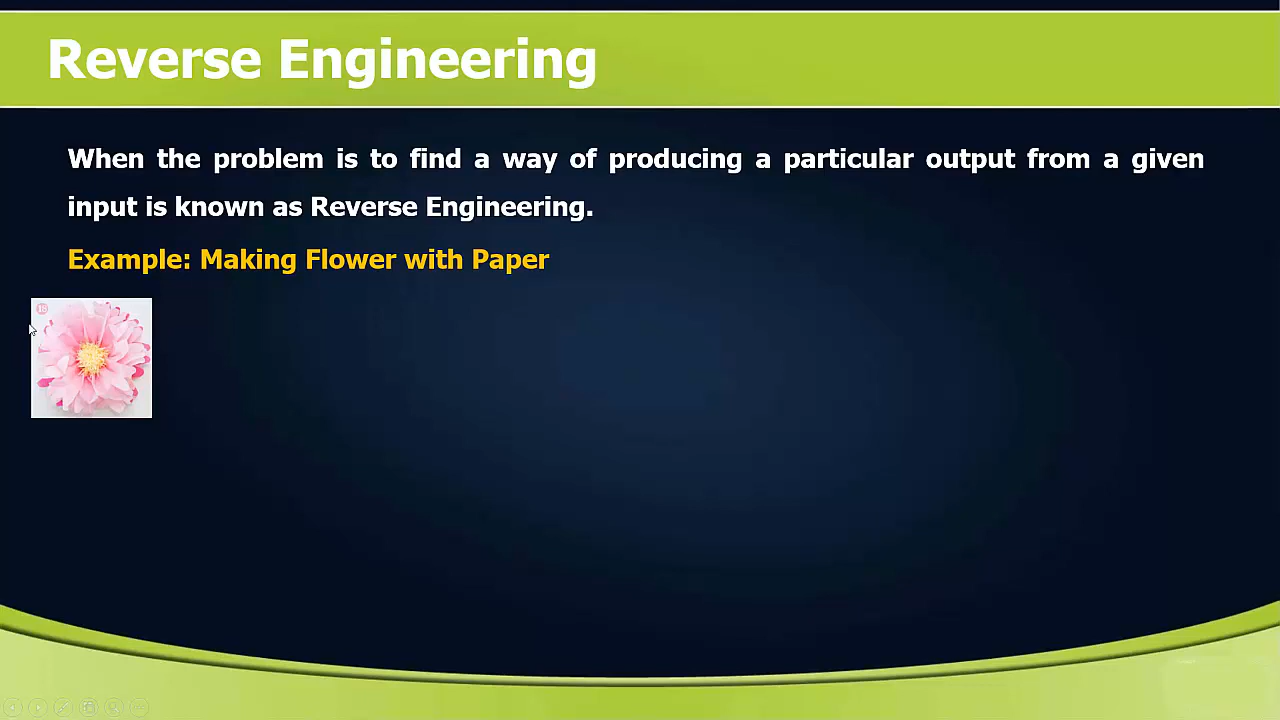 Reverse Engineering
When the problem is to find a way of producing a particular output from a given
input is known as Reverse Engineering.
Example: Making Flower with Paper